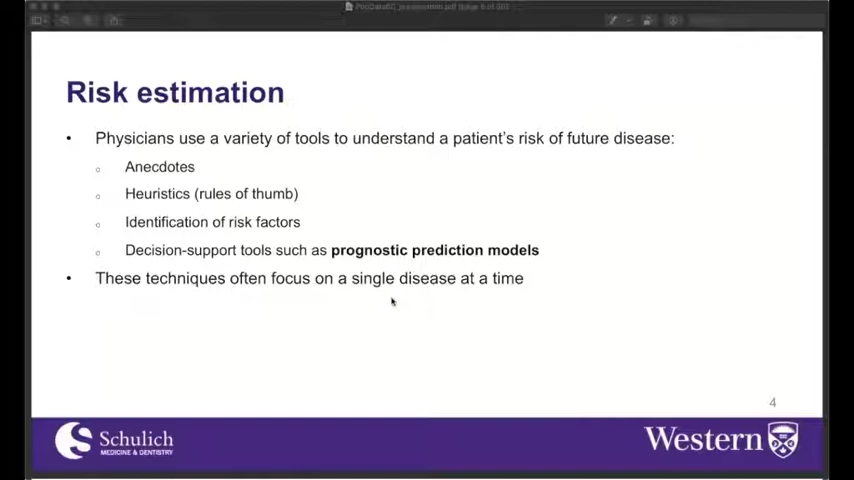 Risk estimation
• Physicians use a variety of tools to understand a patient's risk of future disease:
o Anecdotes
o Heuristics (rules of thumb)
o Identification of risk factors
o Decision-support tools such as prognostic prediction models
• These techniques often focus on a single disease at a time
4
Schulich
MEDICINE & DENTISTRY
Western